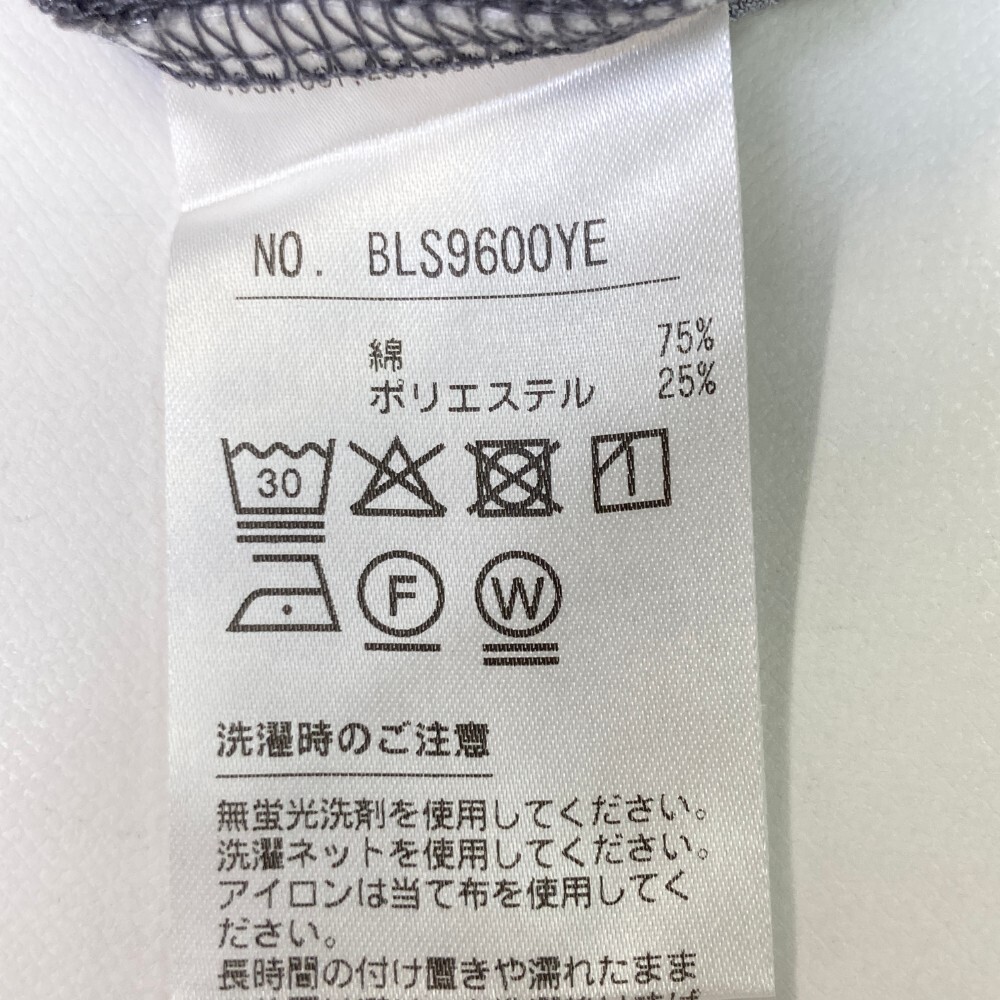 NO. BLS9600YE
綿 75%
ポリエステル 25%
30
F W
洗濯時のご注意
無蛍光洗剤を使用してください。
洗濯ネットを使用してください。
アイロンは当て布を使用してく
ださい。
長時間の付け置きや濡れたまま